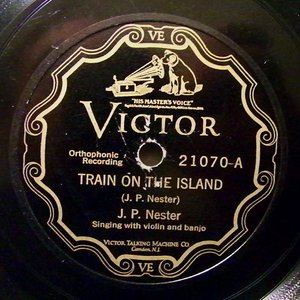 VE
"HIS MASTER'S VOICE"
VICTOR
Orthophonic
Recording
21070-A
TRAIN ON THE ISLAND
(J. P. Nester)
J. P. Nester
Singing with violin and banjo
VICTOR TALKING MACHINE CO
Camden, N.J.
VE